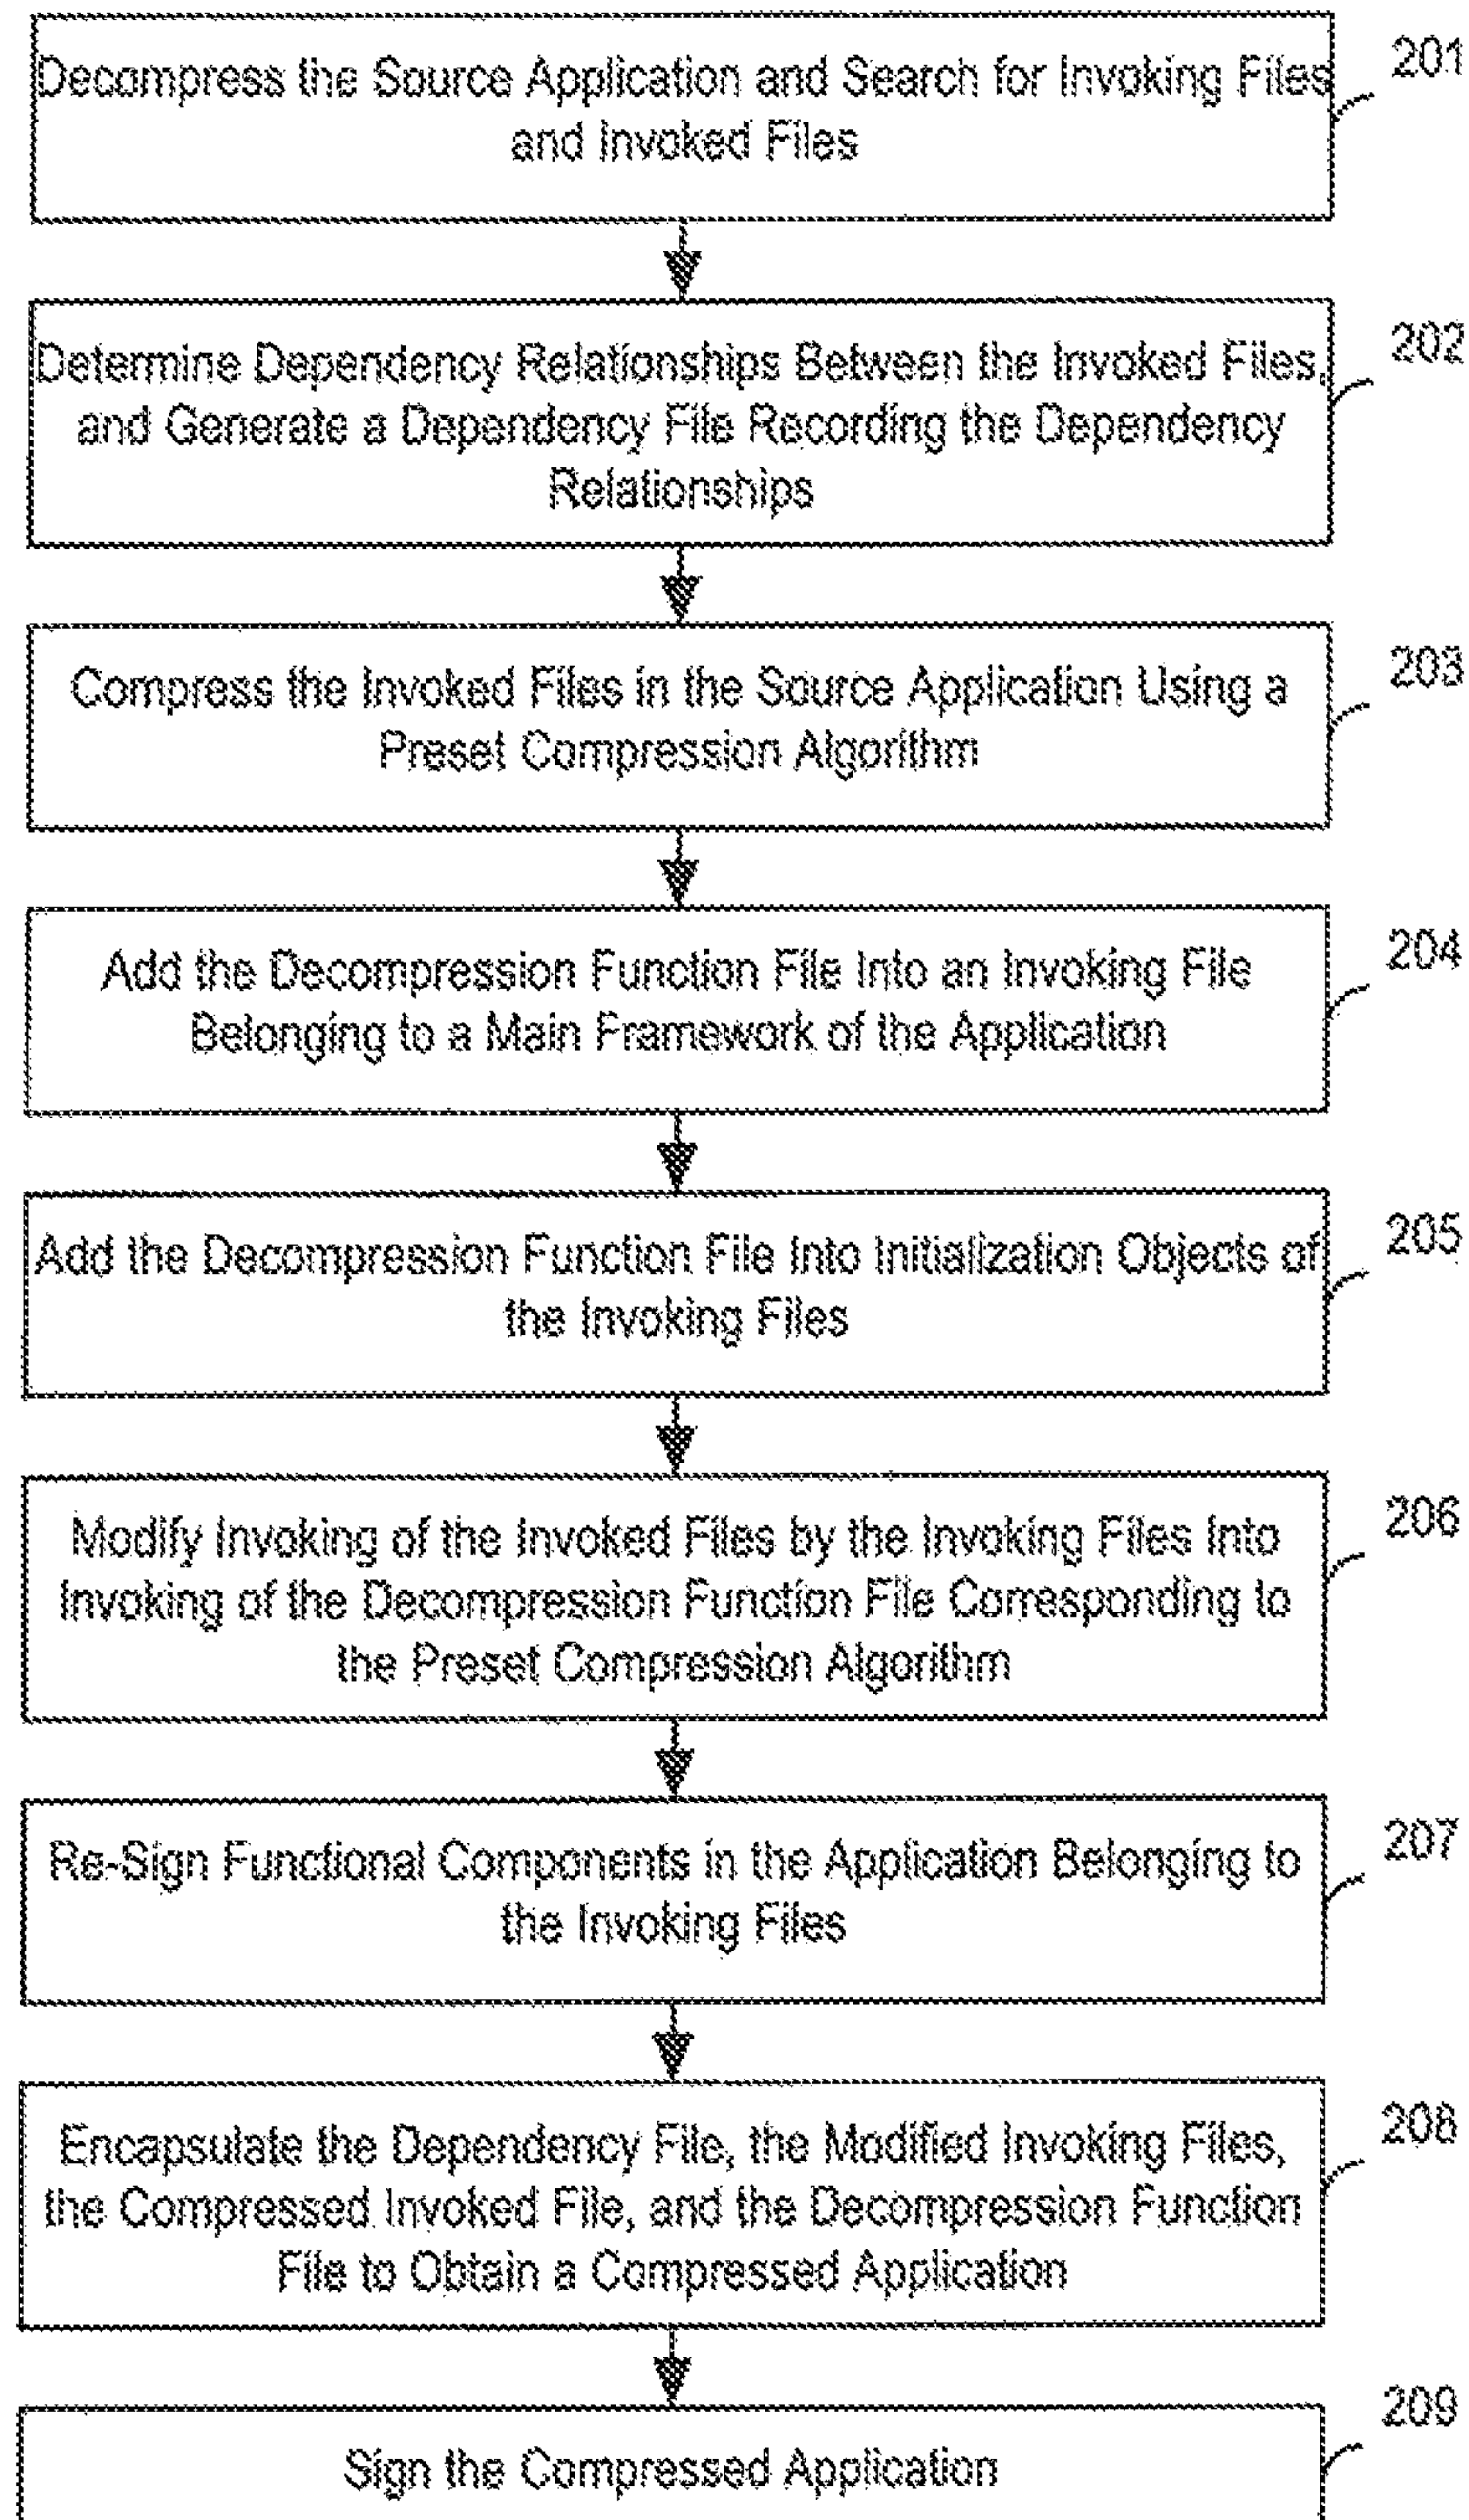 Decompress the Source Application and Search for Invoking Files
and Invoked Files
201
Determine Dependency Relationships Between the Invoked Files,
and Generate a Dependency File Recording the Dependency
Relationships
202
Compress the Invoked Files in the Source Application Using a
Preset Compression Algorithm
203
Add the Decompression Function File Into an Invoking File
Belonging to a Main Framework of the Application
204
Add the Decompression Function File Into Initialization Objects of
the Invoking Files
205
Modify Invoking of the Invoked Files by the Invoking Files Into
Invoking of the Decompression Function File Corresponding to
the Preset Compression Algorithm
206
Re-Sign Functional Components in the Application Belonging to
the Invoking Files
207
Encapsulate the Dependency File, the Modified Invoking Files,
the Compressed Invoked File, and the Decompression Function
File to Obtain a Compressed Application
208
Sign the Compressed Application
209